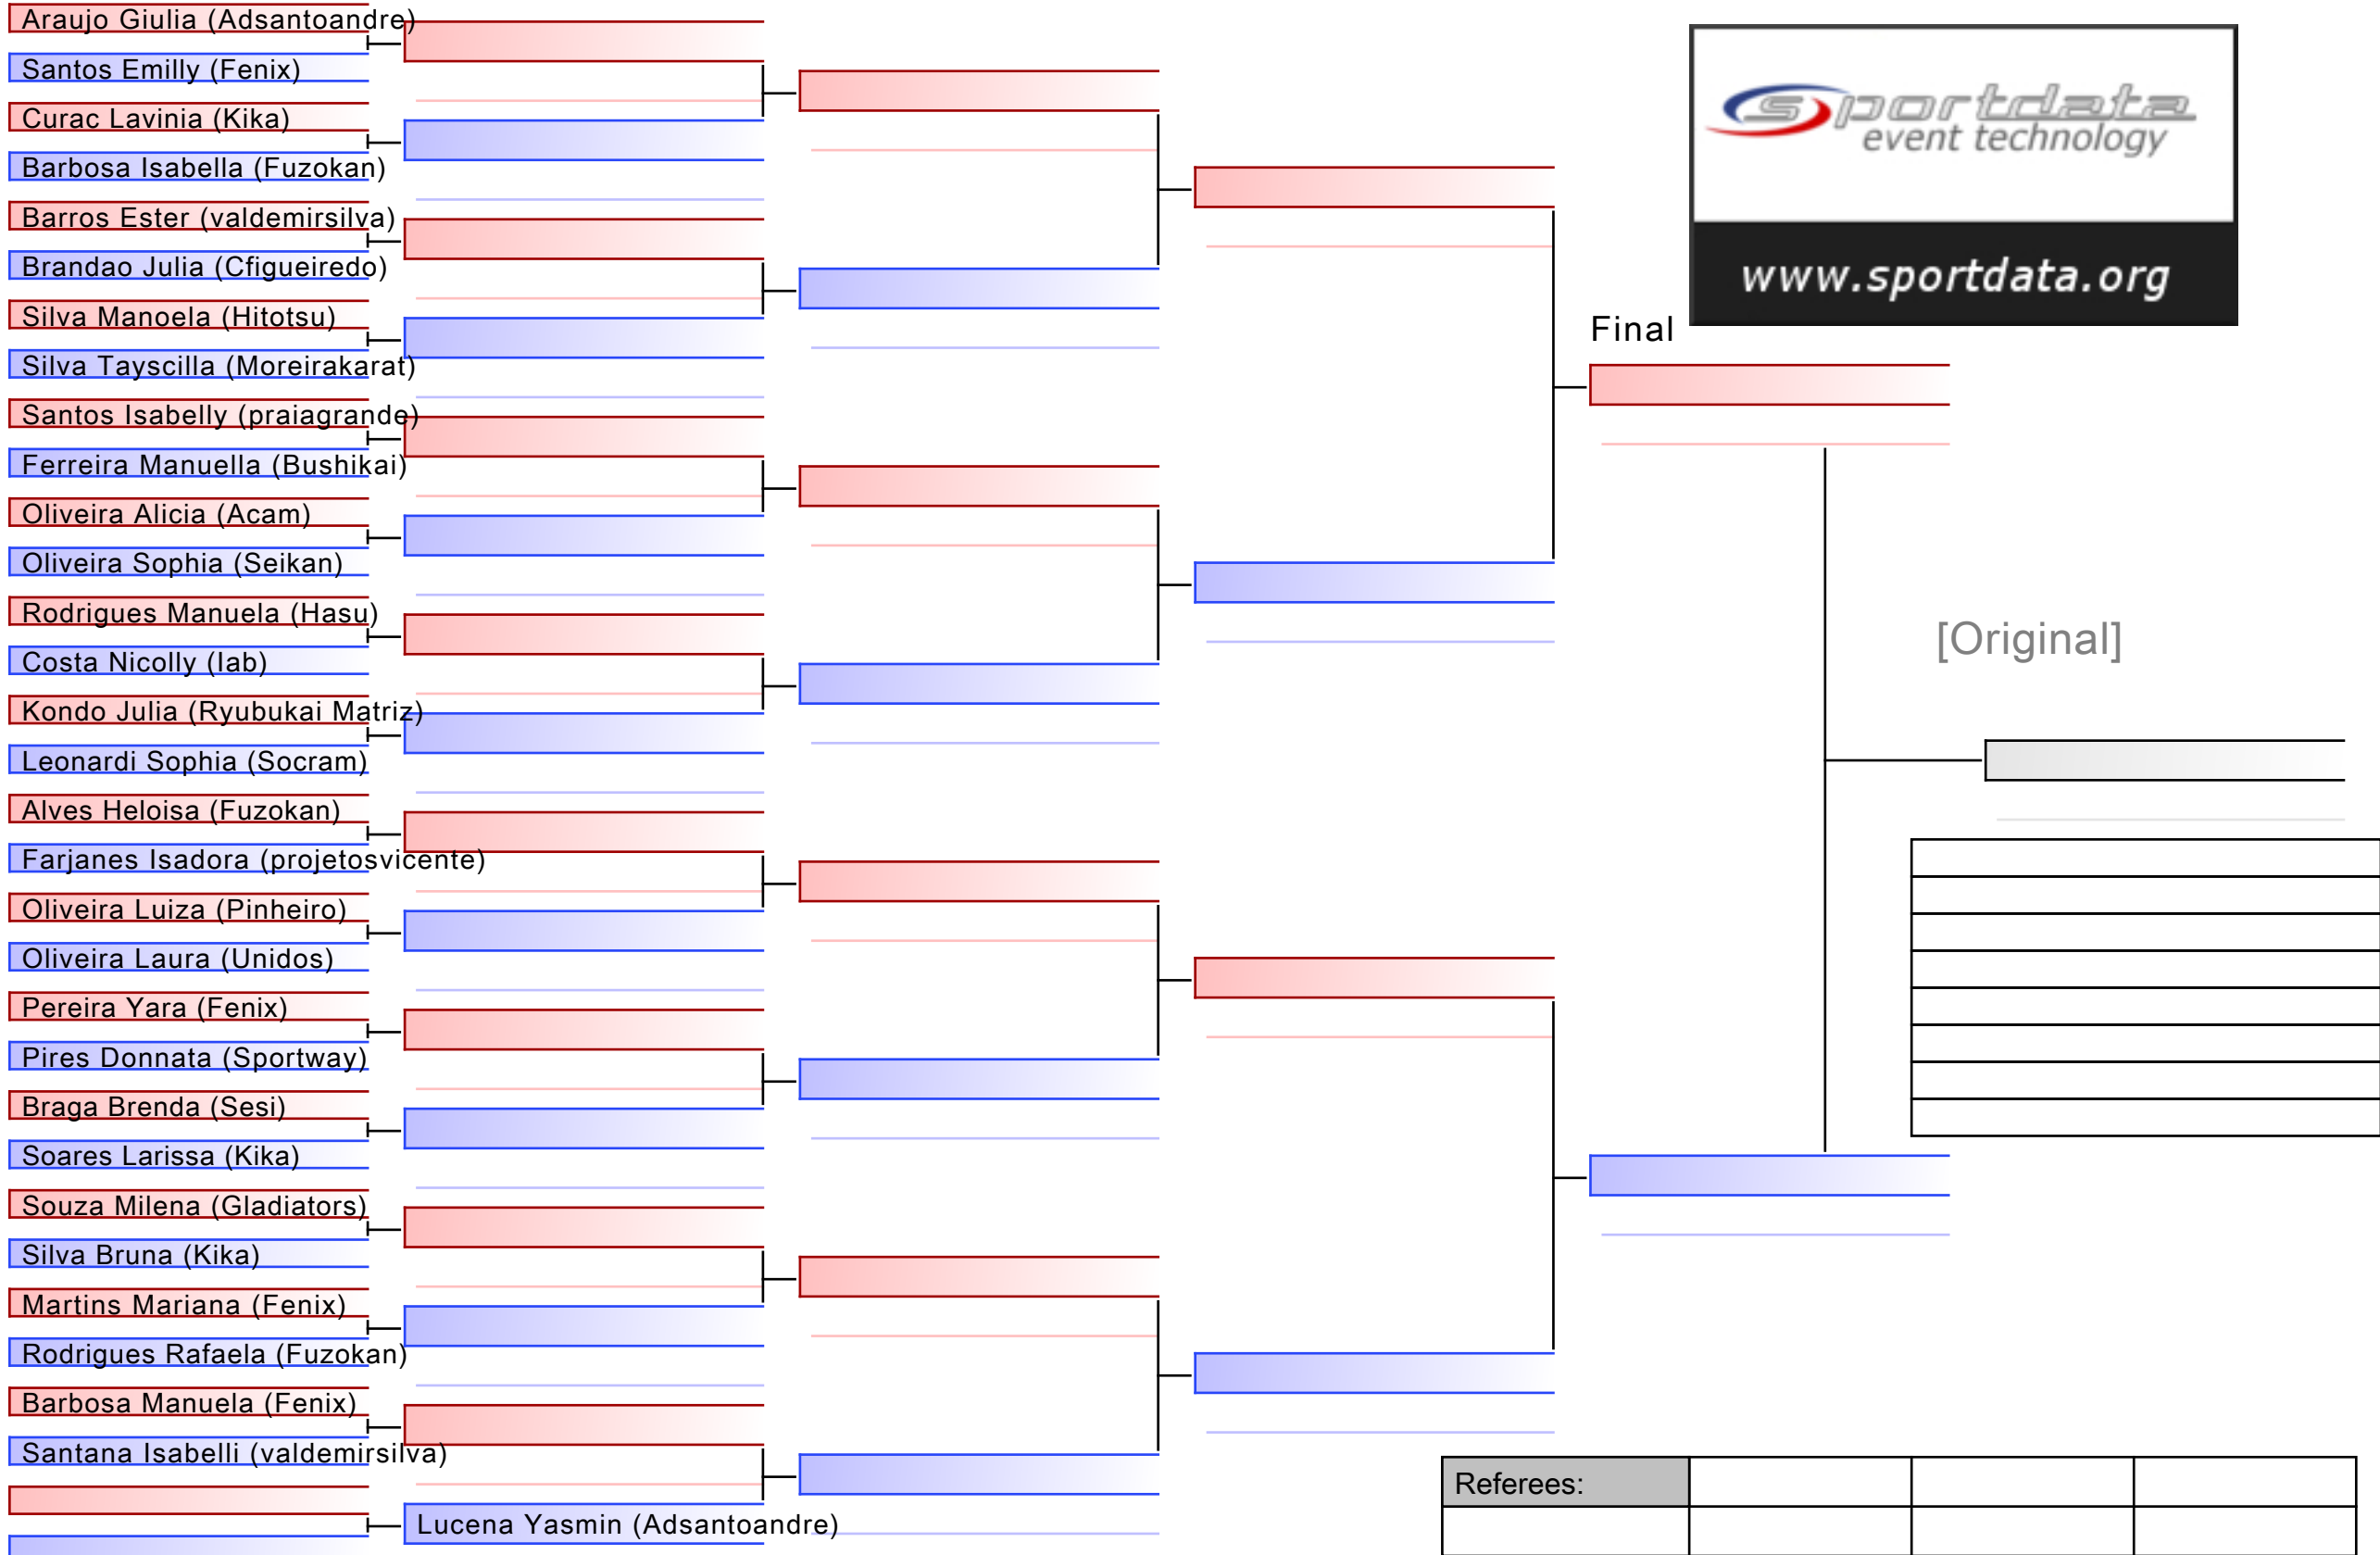 Araujo Giulia (Adsantoandre)
Santos Emilly (Fenix)
Curac Lavinia (Kika)
Barbosa Isabella (Fuzokan)
Barros Ester (valdemirsilva)
Brandao Julia (Cfigueiredo)
Silva Manoela (Hitotsu)
Silva Tayscilla (Moreirakarat)
Santos Isabelly (praiagrande)
Ferreira Manuella (Bushikai)
Oliveira Alicia (Acam)
Oliveira Sophia (Seikan)
Rodrigues Manuela (Hasu)
Costa Nicolly (Iab)
Kondo Julia (Ryubukai Matriz)
Leonardi Sophia (Socram)
Alves Heloisa (Fuzokan)
Farjanes Isadora (projetosvicente)
Oliveira Luiza (Pinheiro)
Oliveira Laura (Unidos)
Pereira Yara (Fenix)
Pires Donnata (Sportway)
Braga Brenda (Sesi)
Soares Larissa (Kika)
Souza Milena (Gladiators)
Silva Bruna (Kika)
Martins Mariana (Fenix)
Rodrigues Rafaela (Fuzokan)
Barbosa Manuela (Fenix)
Santana Isabelli (valdemirsilva)
Lucena Yasmin (Adsantoandre)
sportdata
event technology
www.sportdata.org
Final
[Original]
Referees: